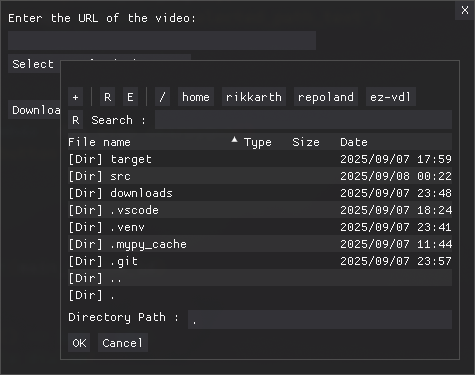 X
Enter the URL of the video:
Select
Downloa
+ R E / home rikkarth repoland ez-vdl
R Search :
File name Type Size Date
[Dir] target 2025/09/07 17:59
[Dir] src 2025/09/08 00:22
[Dir] downloads 2025/09/07 23:48
[Dir] .vscode 2025/09/07 18:24
[Dir] .venv 2025/09/07 23:41
[Dir] .mypy_cache 2025/09/07 11:44
[Dir] .git 2025/09/07 23:57
[Dir] ..
[Dir] .
Directory Path : .
OK Cancel